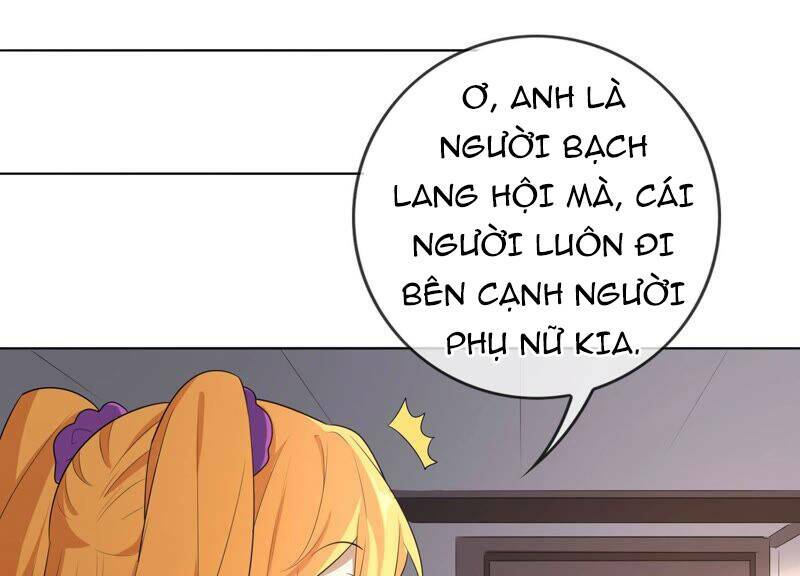 Ơ, ANH LÀ
NGƯỜI BẠCH
LANG HỘI MÀ, CÁI
NGƯỜI LUÔN ĐI
BÊN CẠNH NGƯỜI
PHỤ NỮ KIA.